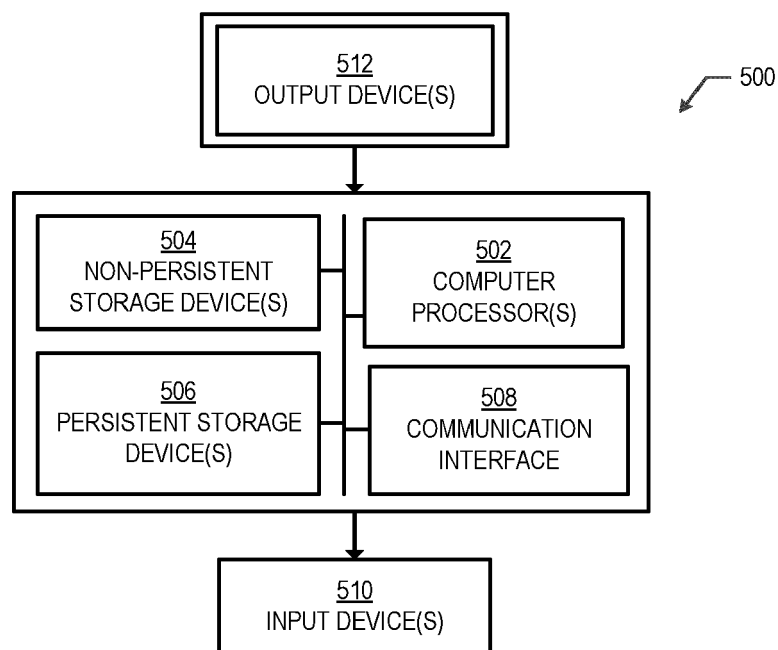 512
OUTPUT DEVICE(S)
500
504
NON-PERSISTENT
STORAGE DEVICE(S)
502
COMPUTER
PROCESSOR(S)
506
PERSISTENT STORAGE
DEVICE(S)
508
COMMUNICATION
INTERFACE
510
INPUT DEVICE(S)